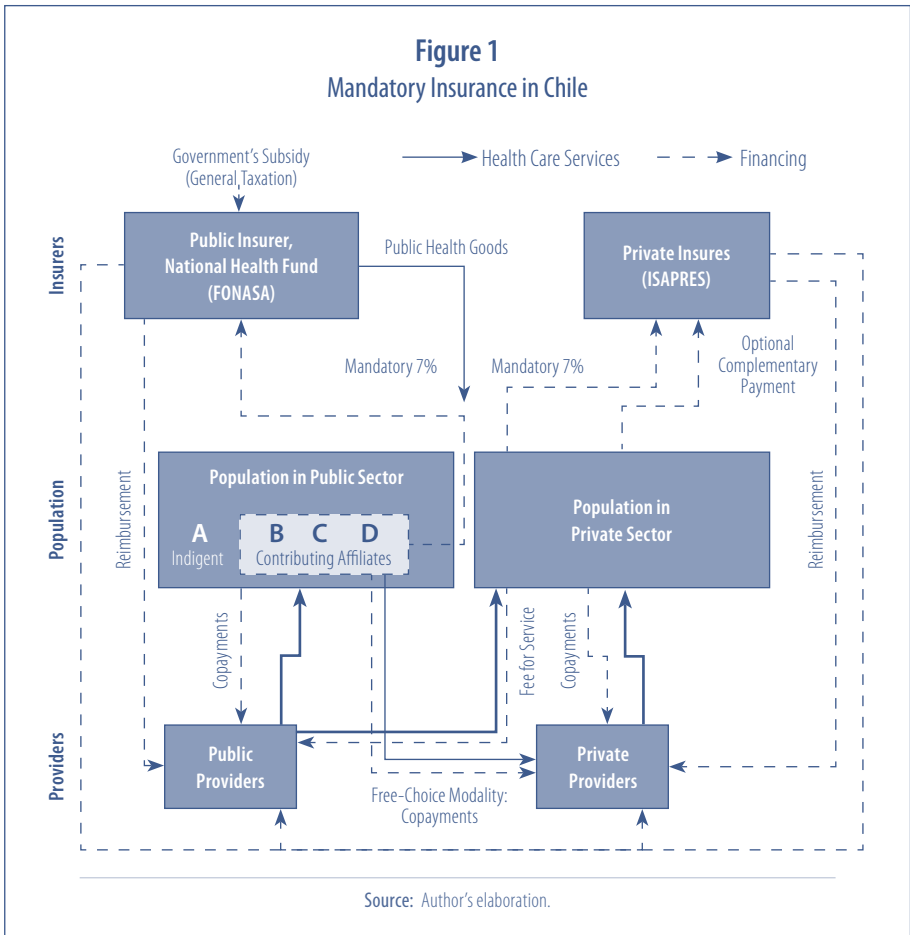 Figure 1
Mandatory Insurance in Chile
Government's Subsidy
(General Taxation)
Health Care Services
Financing
Insurers
Public Insurer,
National Health Fund
(FONASA)
Public Health Goods
Private Insures
(ISAPRES)
Mandatory 7%
Mandatory 7%
Optional
Complementary
Payment
Population
Reimbursement
Population in Public Sector
A
Indigent
B C D
Contributing Affiliates
Population in
Private Sector
Reimbursement
Copayments
Fee for Service
Copayments
Providers
Public
Providers
Private
Providers
Free-Choice Modality:
Copayments
Source: Author's elaboration.